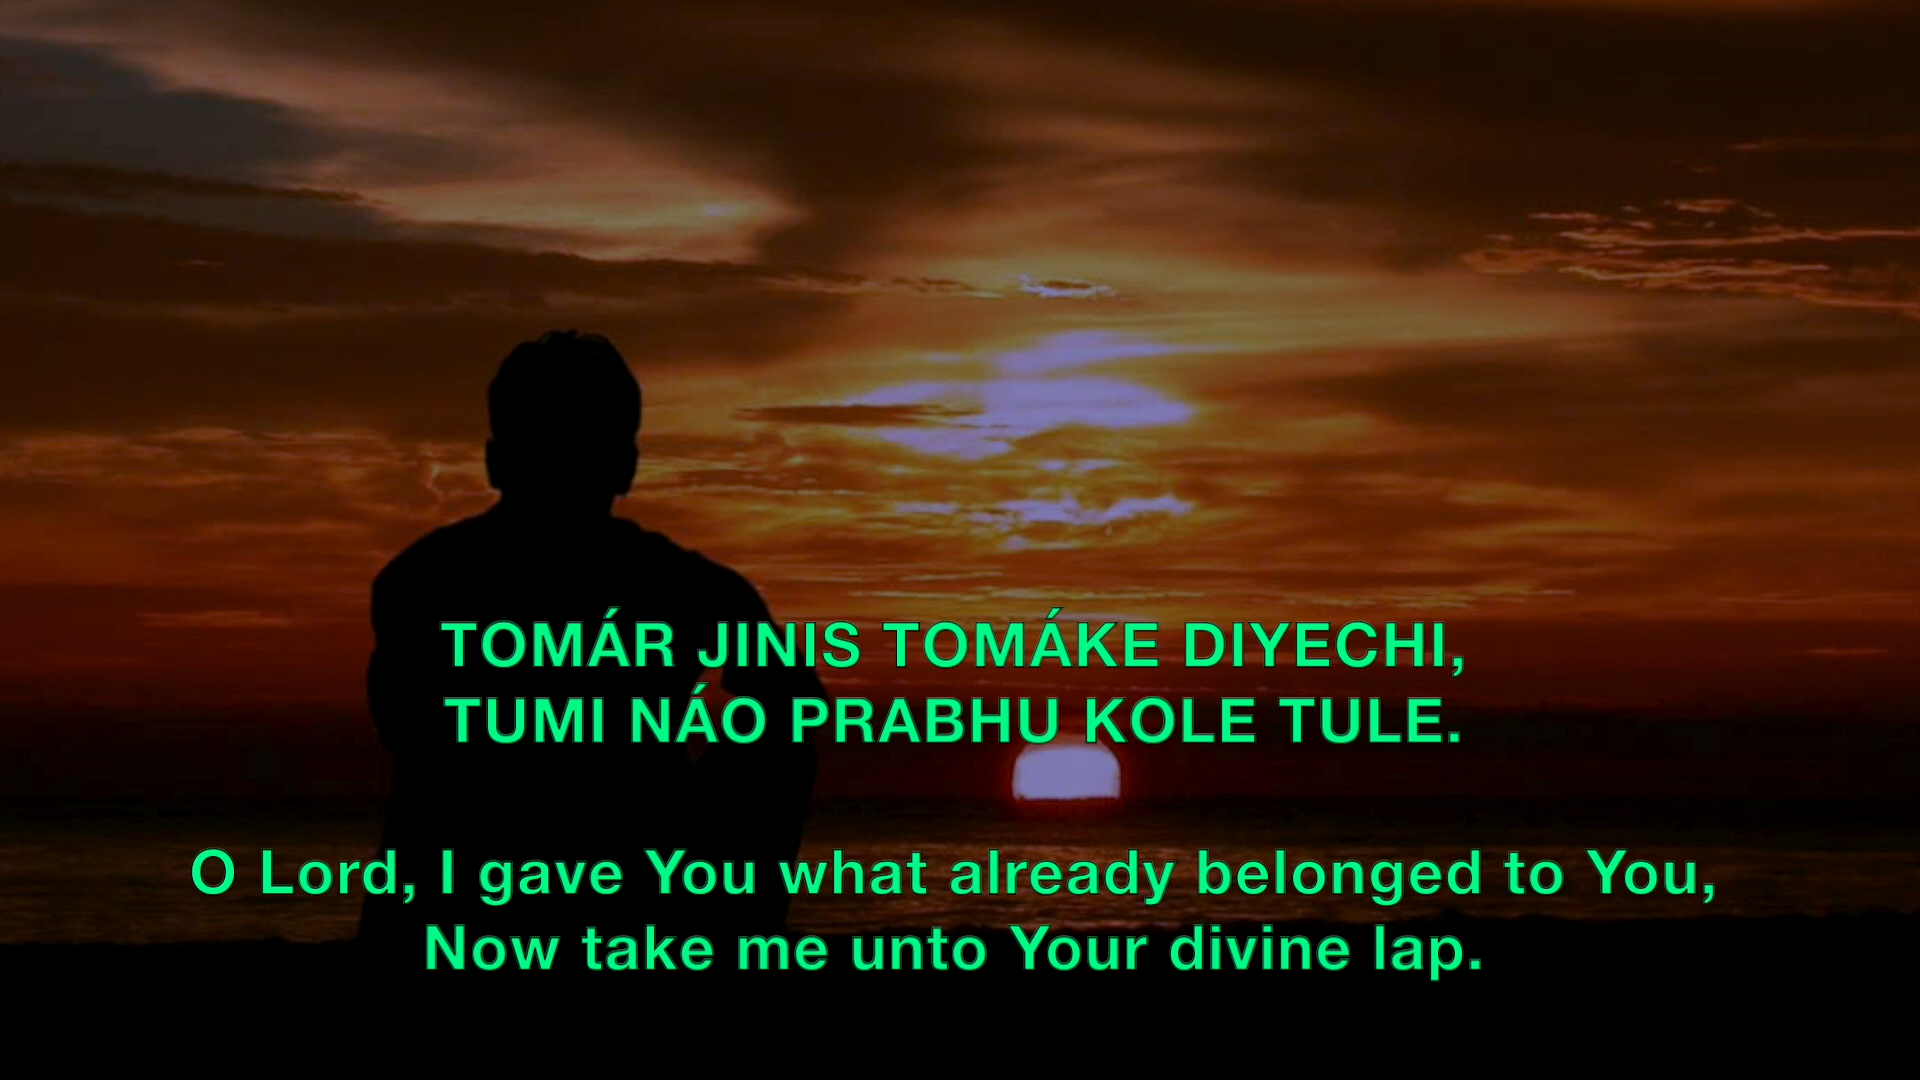 TOMÁR JINIS TOMÁKE DIYECHI,
TUMI NÁO PRABHU KOLE TULE.
O Lord, I gave You what already belonged to You,
Now take me unto Your divine lap.